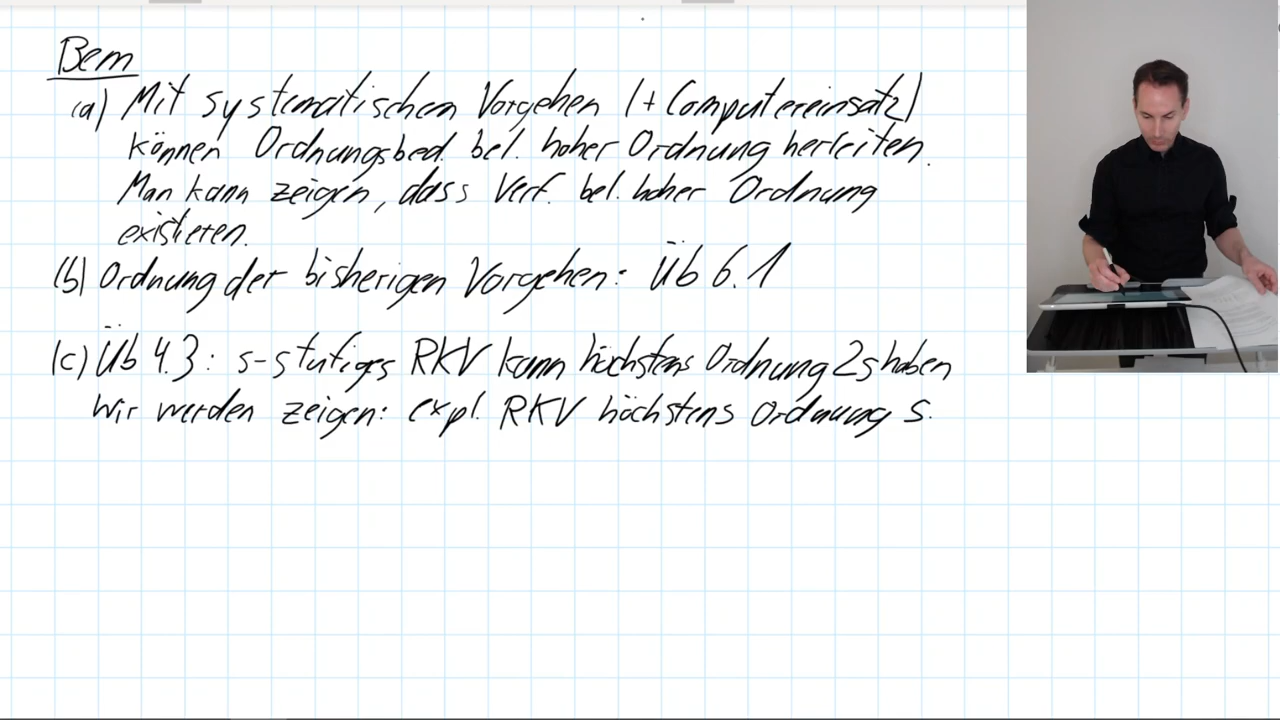 Bem
(a) Mit systematischem Vorgehen (+ Computereinsatz)
können Ordnungsbed. bel. hoher Ordnung herleiten.
Man kann zeigen, dass Verf. bel. hoher Ordnung
existieren.
(b) Ordnung der bisherigen Vorgehen: Üb 6.1
(c) Üb 4.3: s-stufiges RKV kann höchstens Ordnung 2s haben
Wir werden zeigen: expl. RKV höchstens Ordnung s.